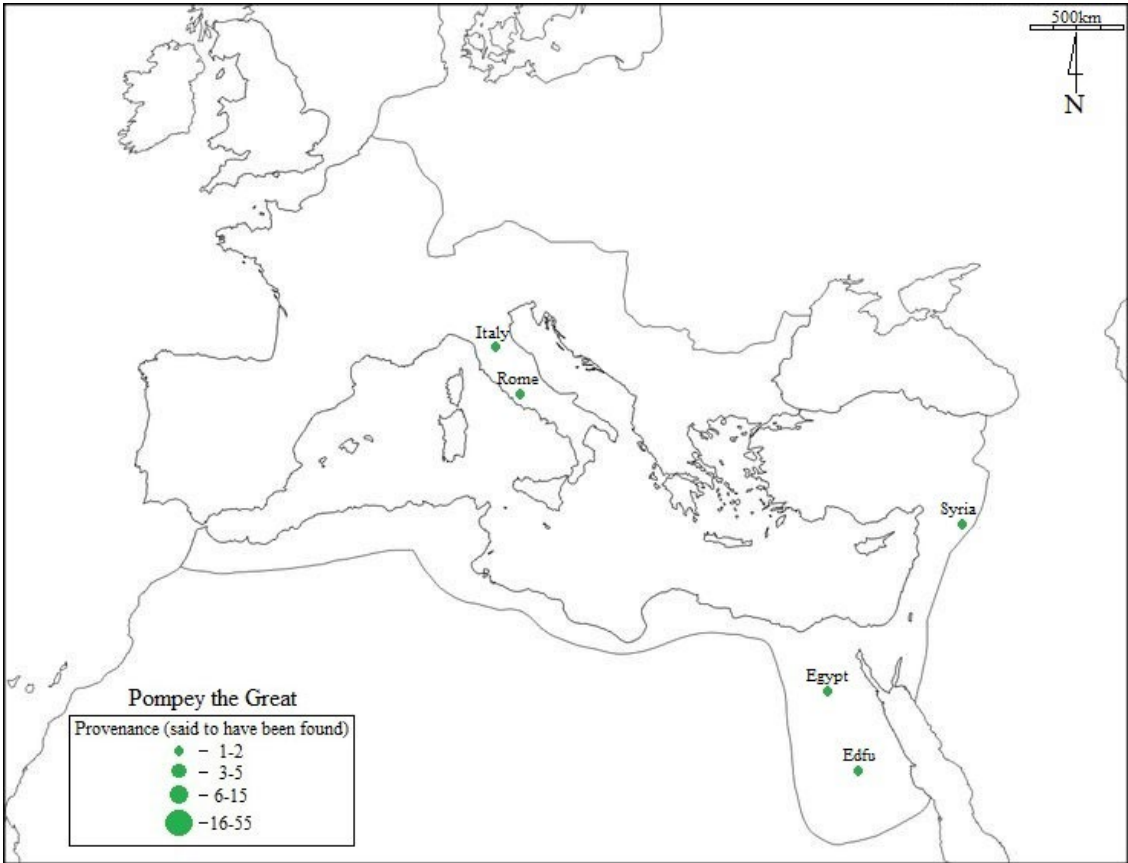 500km
N
Italy
Rome
Syria
Egypt
Edfu
Pompey the Great
Provenance (said to have been found)
– 1-2
– 3-5
– 6-15
–16-55